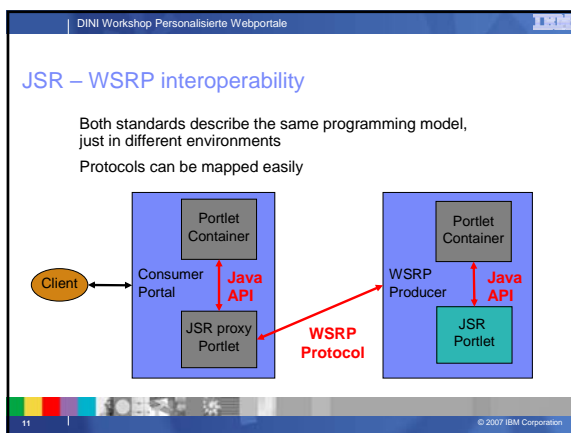 DINI Workshop Personalisierte Webportale
IBM
JSR – WSRP interoperability
Both standards describe the same programming model,
just in different environments
Protocols can be mapped easily
Client
Consumer
Portal
Portlet
Container
Java
API
JSR proxy
Portlet
WSRP
Protocol
WSRP
Producer
Portlet
Container
Java
API
JSR
Portlet
11
© 2007 IBM Corporation